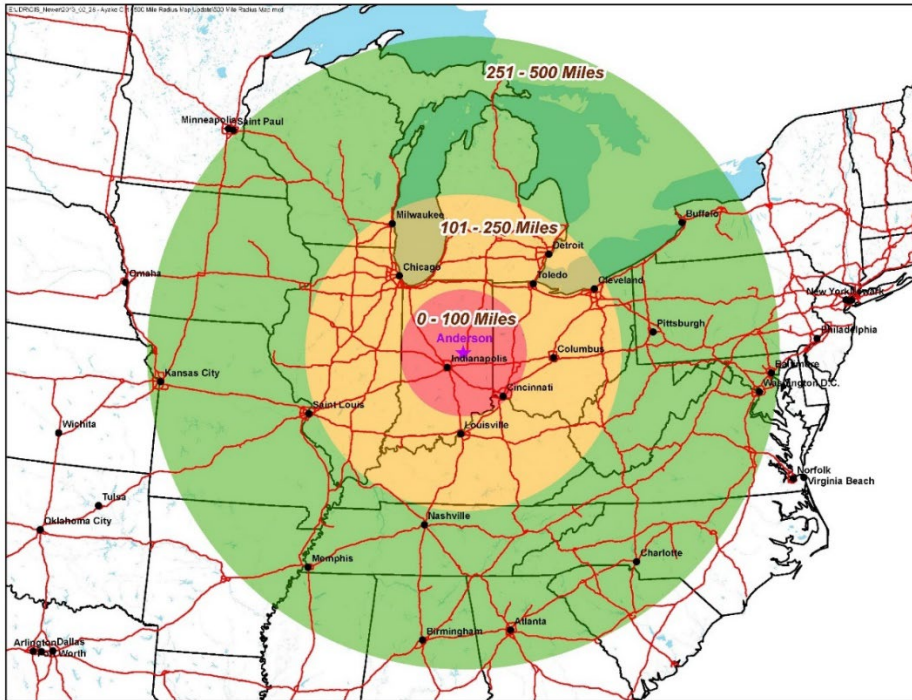 251 - 500 Miles
Minneapolis Saint Paul
Milwaukee
Buffalo
101 - 250 Miles
Detroit
Chicago
Toledo
Omaha
Cleveland
New York Newark
0 - 100 Miles
Pittsburgh
Anderson
Philadelphia
Columbus
Indianapolis
Baltimore
Kansas City
Washington D.C.
Cincinnati
Saint Louis
Wichita
Louisville
Norfolk
Virginia Beach
Tulsa
Oklahoma City
Nashville
Charlotte
Memphis
Atlanta
Birmingham
Arlington Dallas
Fort Worth